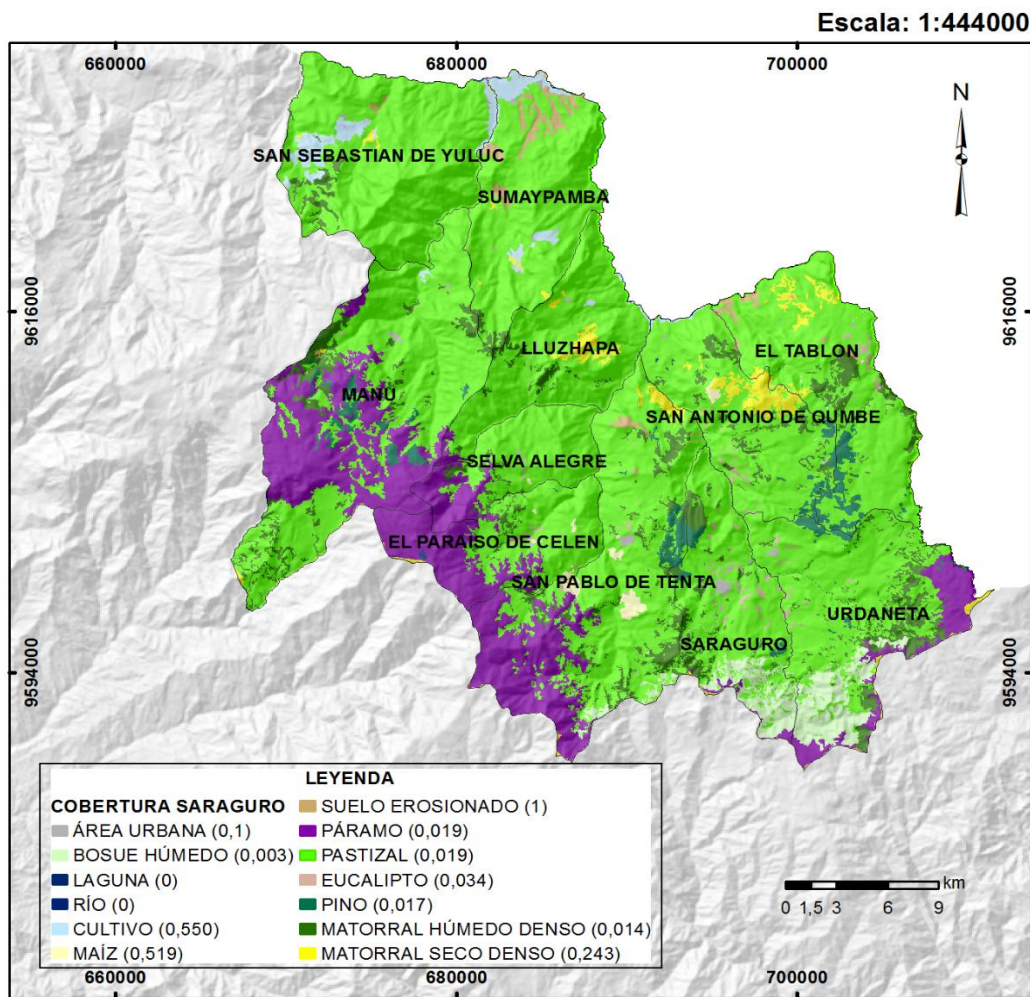 Escala: 1:444000
660000 680000 700000
N
SAN SEBASTIAN DE YULUC
SUMAYPAMBA
9616000 9616000
LLUZHAPA
EL TABLON
MANU
SAN ANTONIO DE QUMBE
SELVA ALEGRE
EL PARAISO DE CELEN
SAN PABLO DE TENTA
URDANETA
SARAGURO
9594000 9594000
LEYENDA
COBERTURA SARAGURO
ÁREA URBANA (0,1)
BOSUE HÚMEDO (0,003)
LAGUNA (0)
RÍO (0)
CULTIVO (0,550)
MAÍZ (0,519)
SUELO EROSIONADO (1)
PÁRAMO (0,019)
PASTIZAL (0,019)
EUCALIPTO (0,034)
PINO (0,017)
MATORRAL HÚMEDO DENSO (0,014)
MATORRAL SECO DENSO (0,243)
km
0 1,5 3 6 9
660000 680000 700000